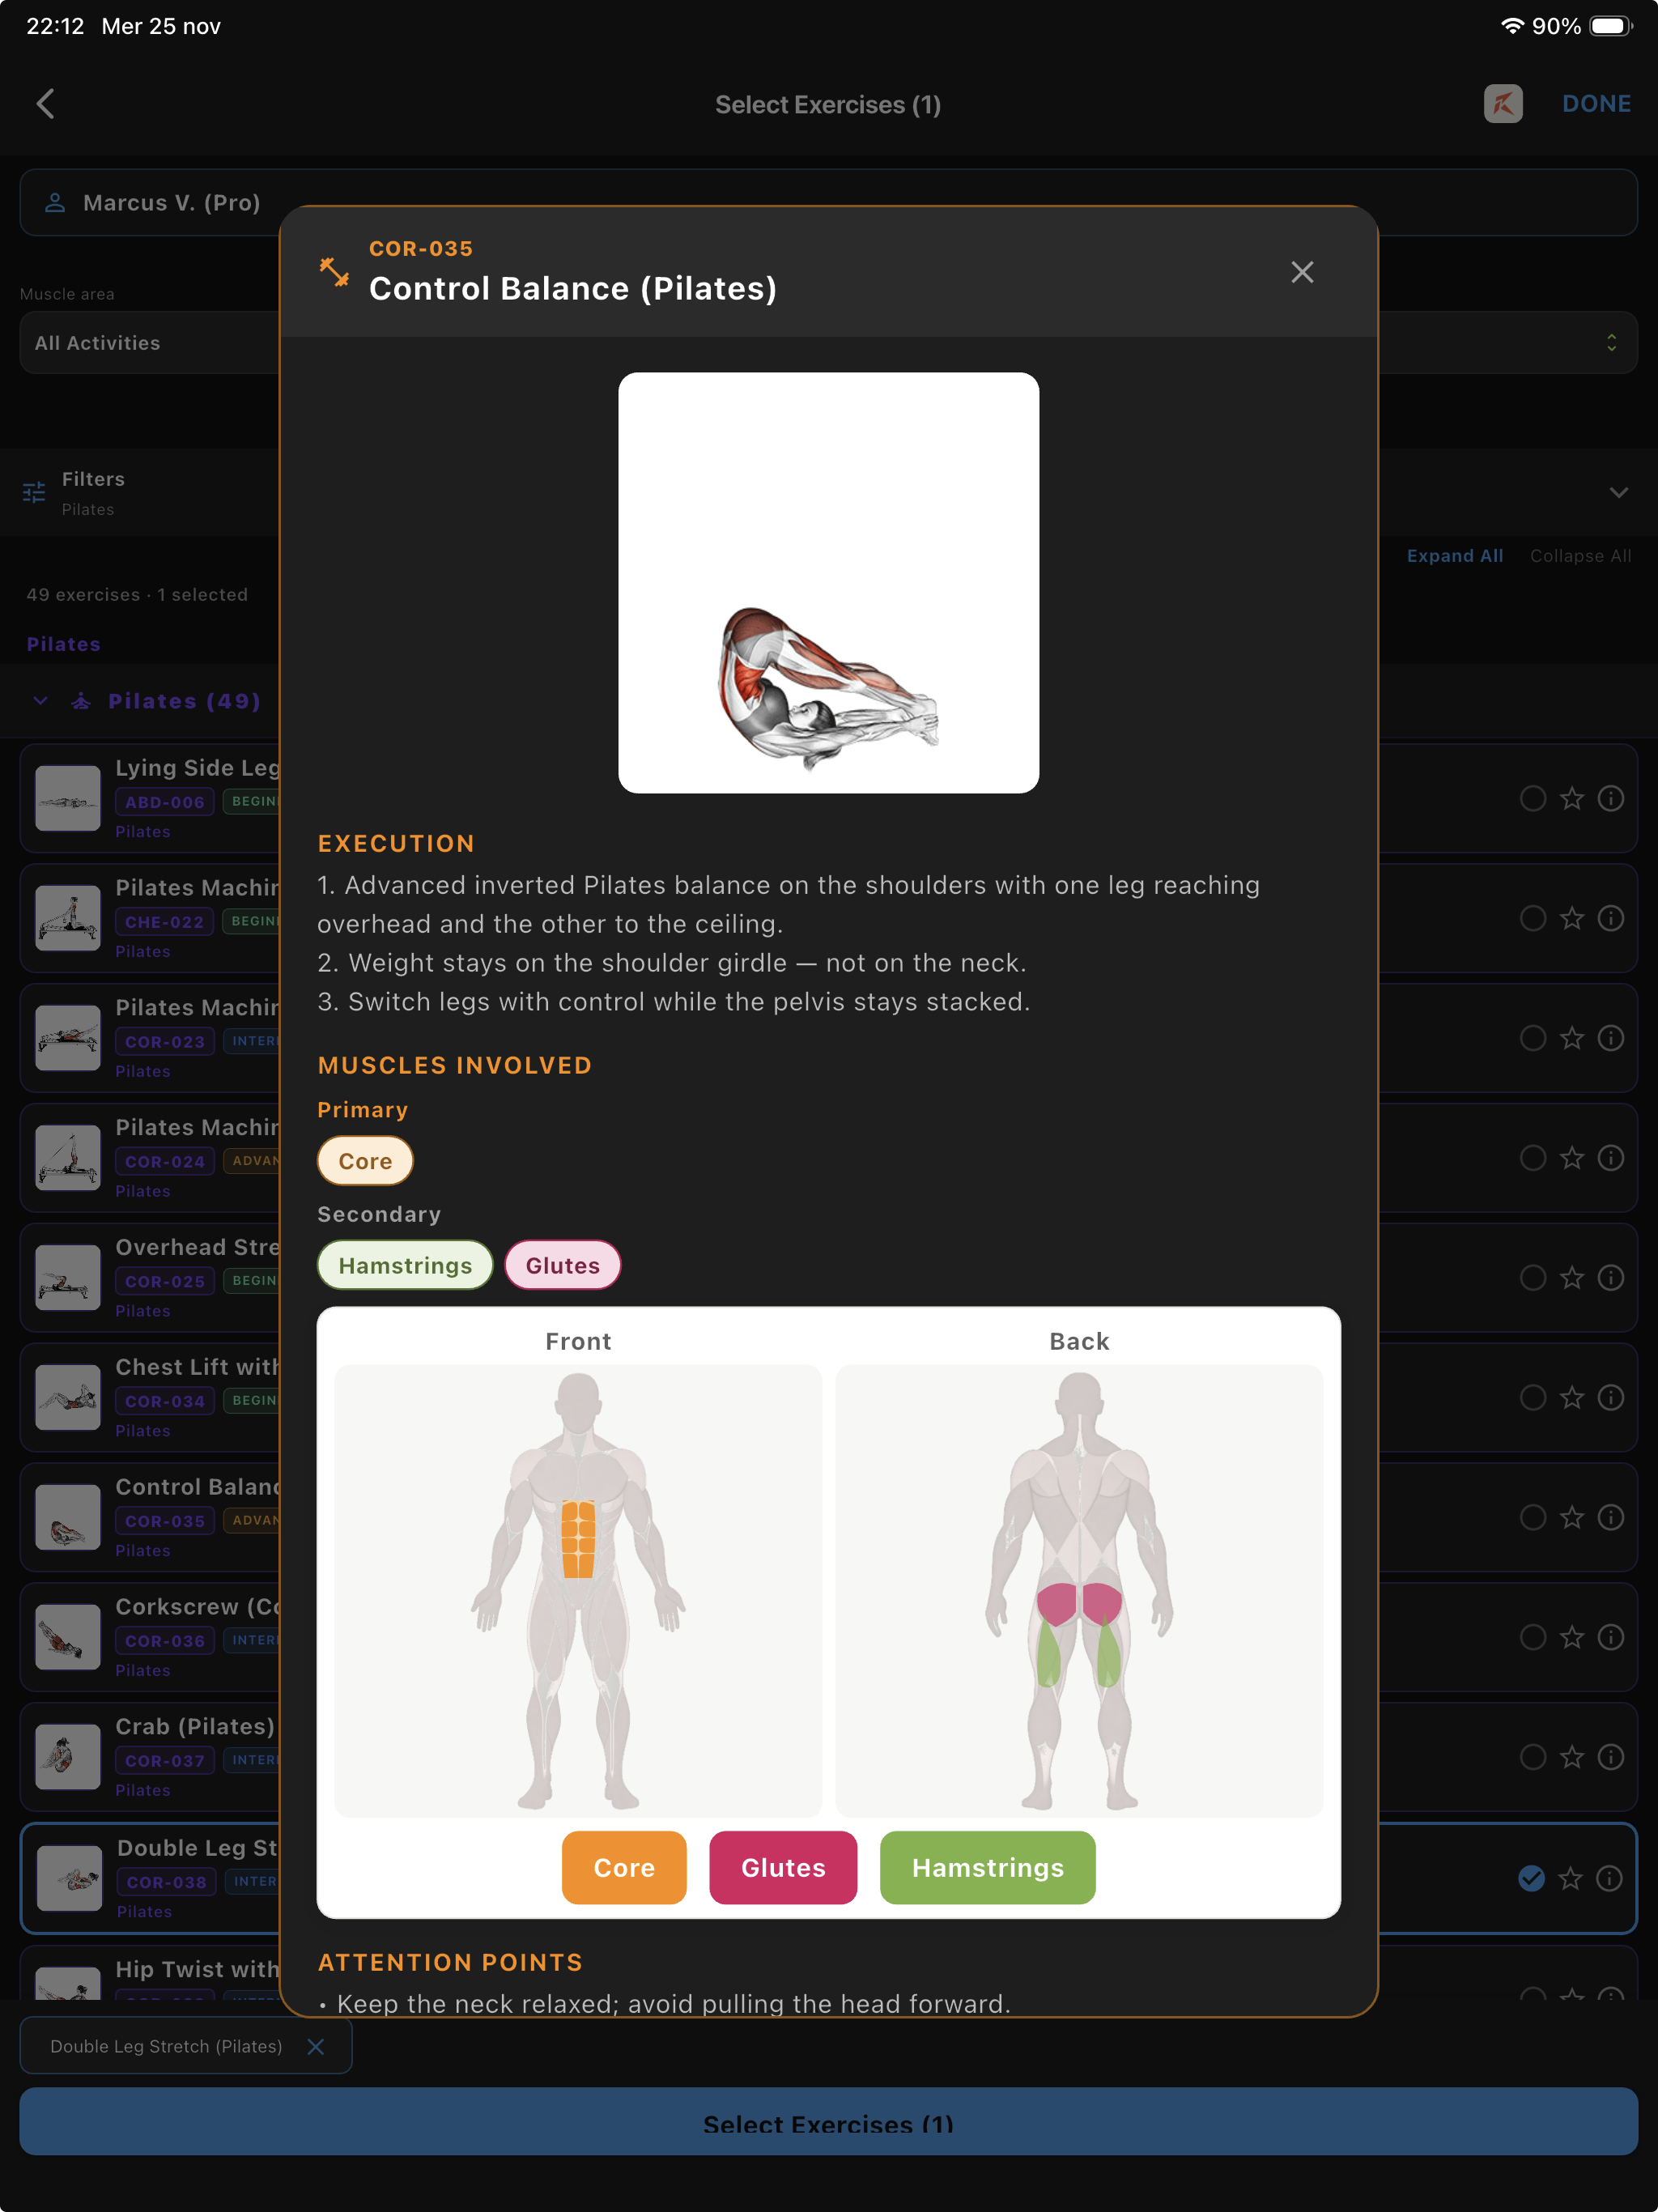 22:12 Mer 25 nov
90%
Select Exercises (1)
DONE
Marcus V. (Pro)
Muscle area
All Activities
Filters
Pilates
Expand All Collapse All
49 exercises · 1 selected
Pilates
Pilates (49)
Lying Side Leg
ABD-006
Pilates
Pilates
CHE-022
Pilates
Pilates
COR-023
Pilates
Pilates
COR-024
Pilates
Overhead
COR-025
Pilates
Chest Lift
COR-034
Pilates
Control
COR-035
Pilates
Corkscrew
COR-036
Pilates
Crab (Pilates)
COR-037
Pilates
Double Leg
COR-038
Pilates
Hip Twist with
COR-035
Control Balance (Pilates)
EXECUTION
1. Advanced inverted Pilates balance on the shoulders with one leg reaching
overhead and the other to the ceiling.
2. Weight stays on the shoulder girdle — not on the neck.
3. Switch legs with control while the pelvis stays stacked.
MUSCLES INVOLVED
Primary
Core
Secondary
Hamstrings Glutes
Front Back
Core Glutes Hamstrings
ATTENTION POINTS
• Keep the neck relaxed; avoid pulling the head forward.
Double Leg Stretch (Pilates)
Select Exercises (1)